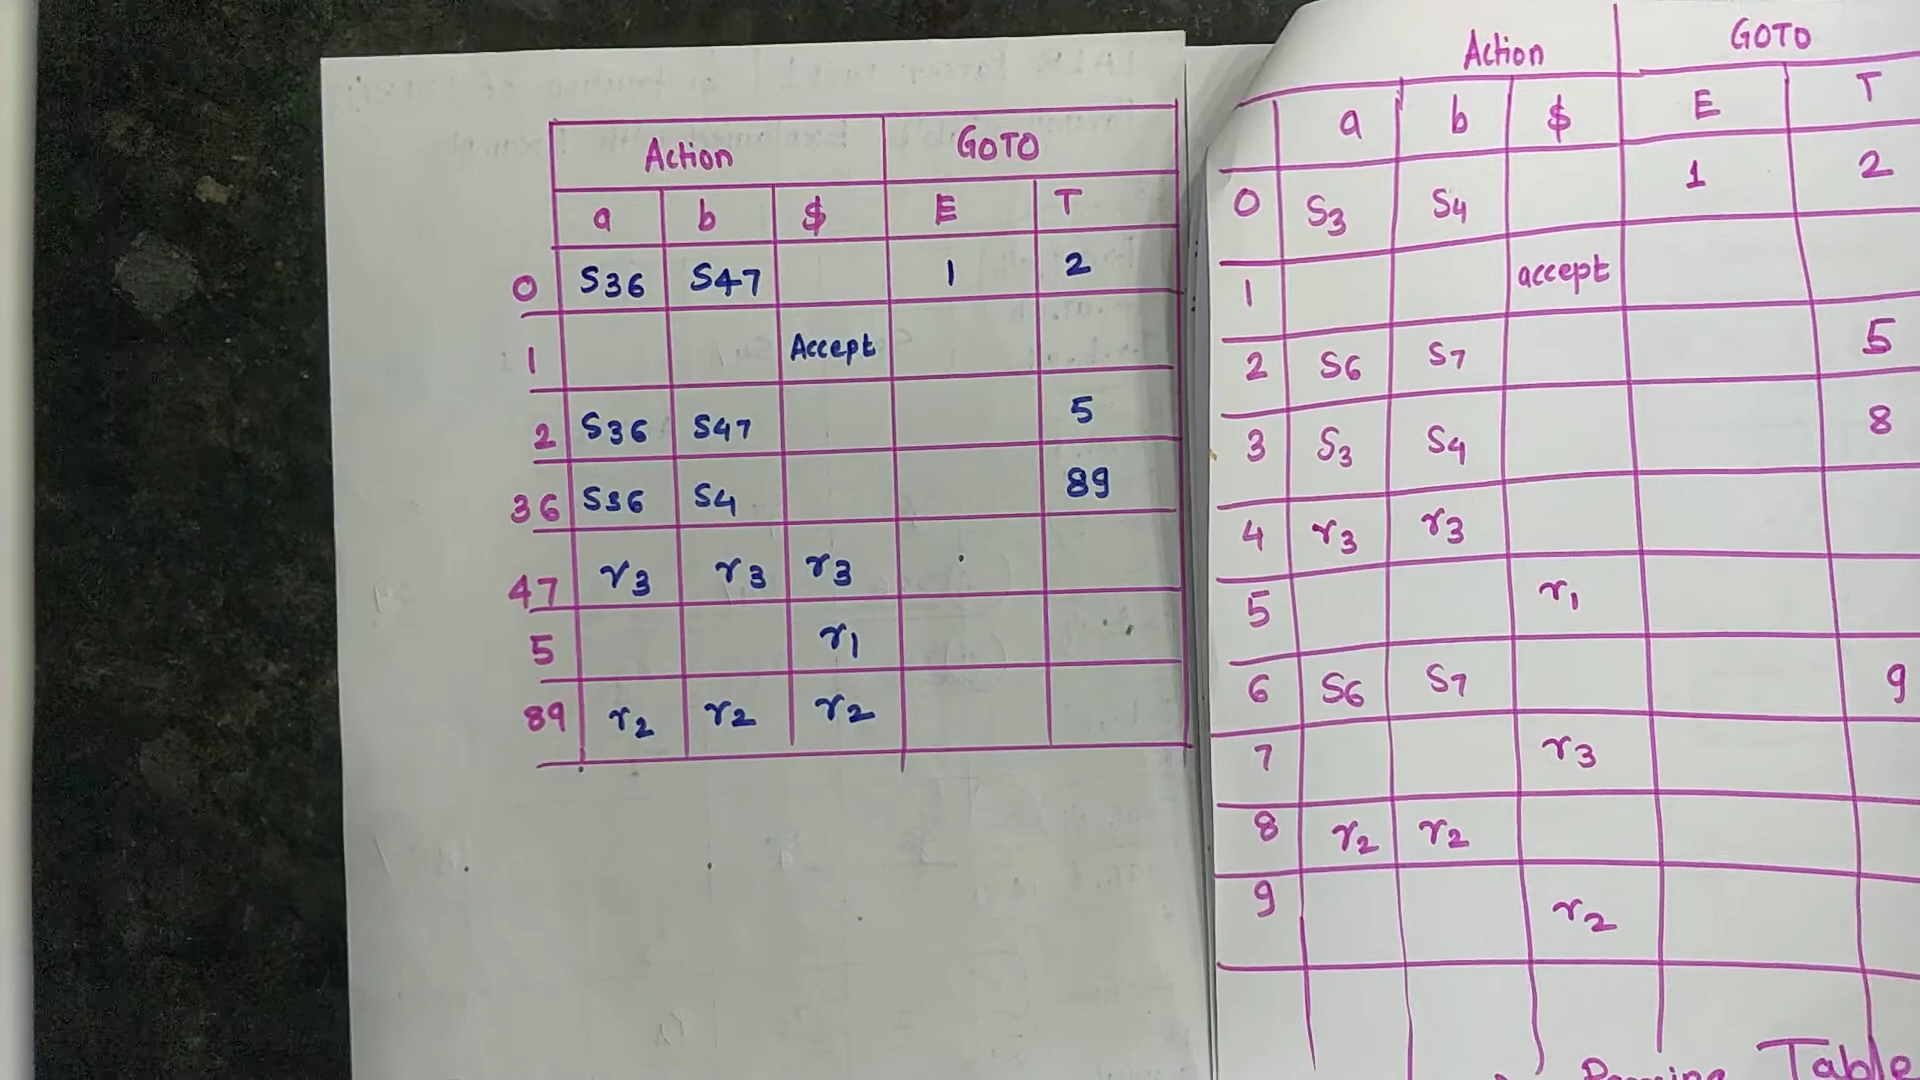 Action GOTO
a b $ E T
0 S36 S47 1 2
1 Accept
2 S36 S47 5
36 S36 S4 89
47 r3 r3 r3
5 r1
89 r2 r2 r2
Action GOTO
a b $ E T
0 S3 S4 1 2
1 accept
2 S6 S7 5
3 S3 S4 8
4 r3 r3
5 r1
6 S6 S7 9
7 r3
8 r2 r2
9 r2
Parsing Table